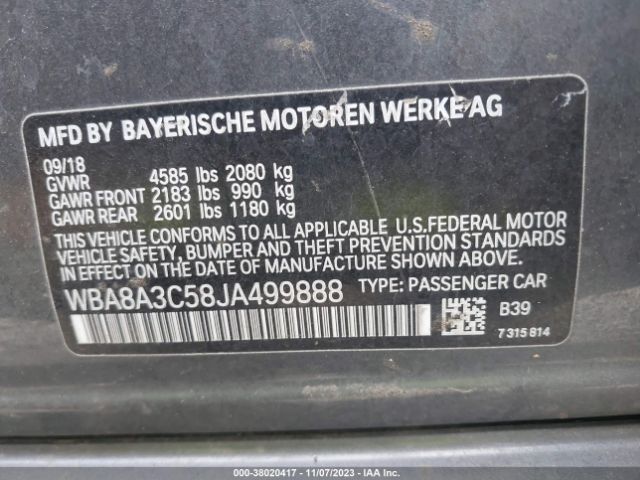 MFD BY BAYERISCHE MOTOREN WERKE AG
09/18
GVWR 4585 lbs 2080 kg
GAWR FRONT 2183 lbs 990 kg
GAWR REAR 2601 lbs 1180 kg
THIS VEHICLE CONFORMS TO ALL APPLICABLE U.S.FEDERAL MOTOR
VEHICLE SAFETY, BUMPER AND THEFT PREVENTION STANDARDS
IN EFFECT ON THE DATE OF MANUFACTURE SHOWN ABOVE.
WBA8A3C58JA499888 TYPE: PASSENGER CAR
B39
7 315 814
000-38020417 - 11/07/2023 - IAA Inc.